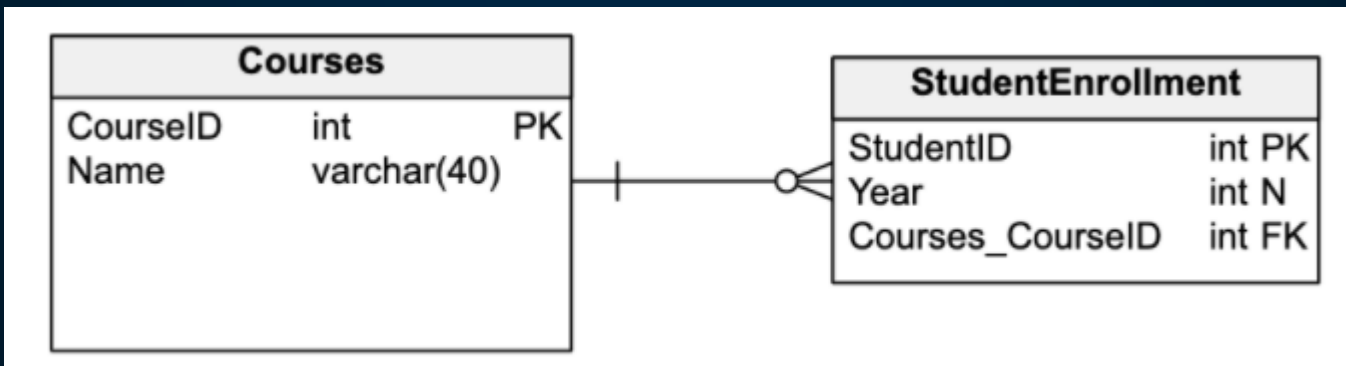 Courses
CourseID int PK
Name varchar(40)
StudentEnrollment
StudentID int PK
Year int N
Courses_CourseID int FK